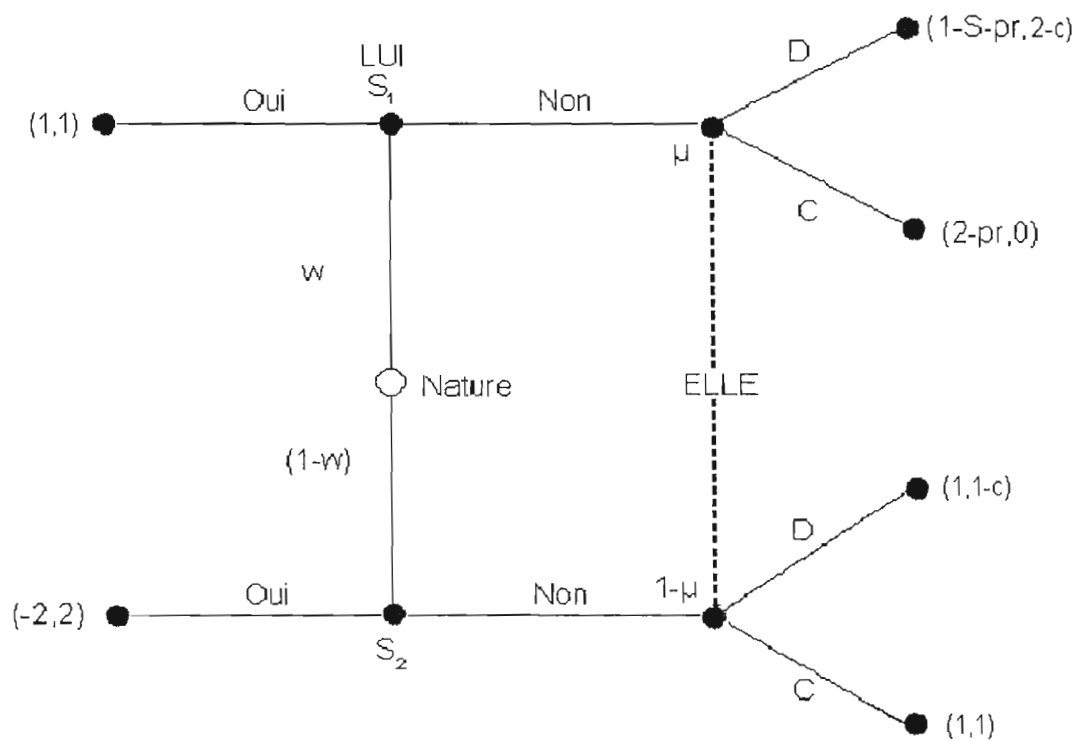 (1-S-pr,2-c)
D
LUI
S₁
Oui
Non
(1,1)
μ
C
(2-pr,0)
w
Nature
ELLE
(1-w)
(1,1-c)
D
Oui
Non
1-μ
(-2,2)
S₂
C
(1,1)